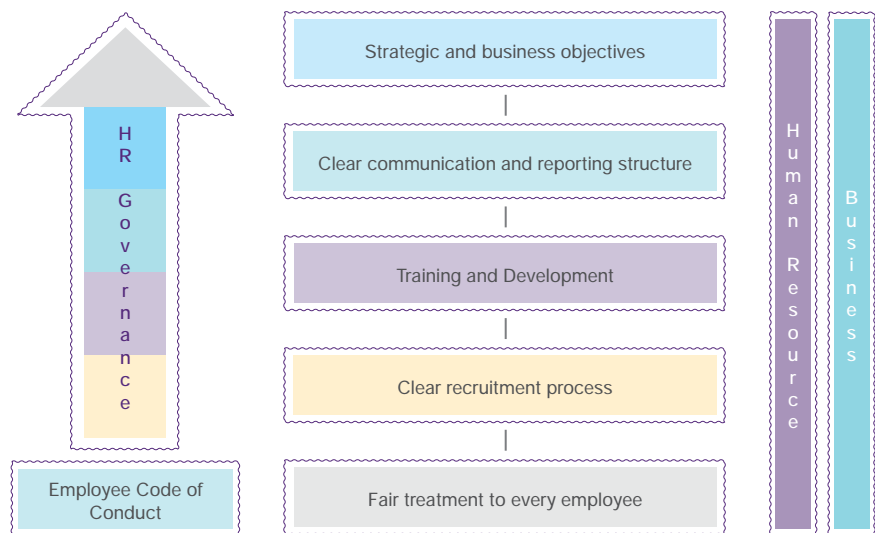 HR Governance
Employee Code of
Conduct
Strategic and business objectives
Clear communication and reporting structure
Training and Development
Clear recruitment process
Fair treatment to every employee
Human Resource
Business